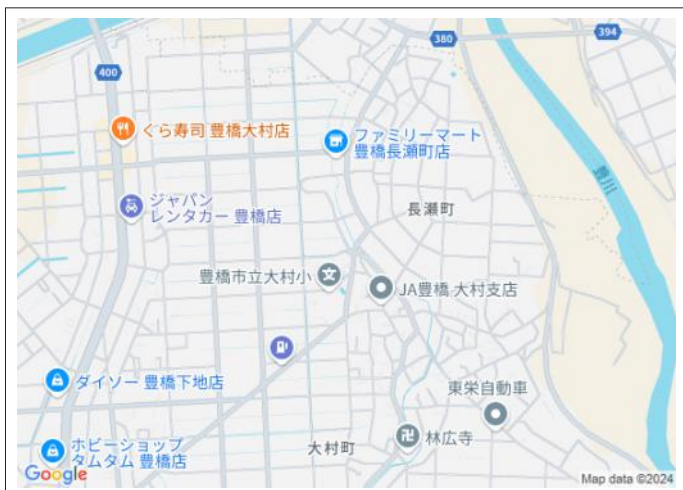 380
394
400
くら寿司 豊橋大村店
ファミリーマート
豊橋長瀬町店
ジャパン
レンタカー 豊橋店
長瀬町
豊橋市立大村小
文
JA豊橋 大村支店
ダイソー 豊橋下地店
東栄自動車
ホビーショップ
タムタム 豊橋店
大村町
卍
林広寺
Google
Map data ©2024